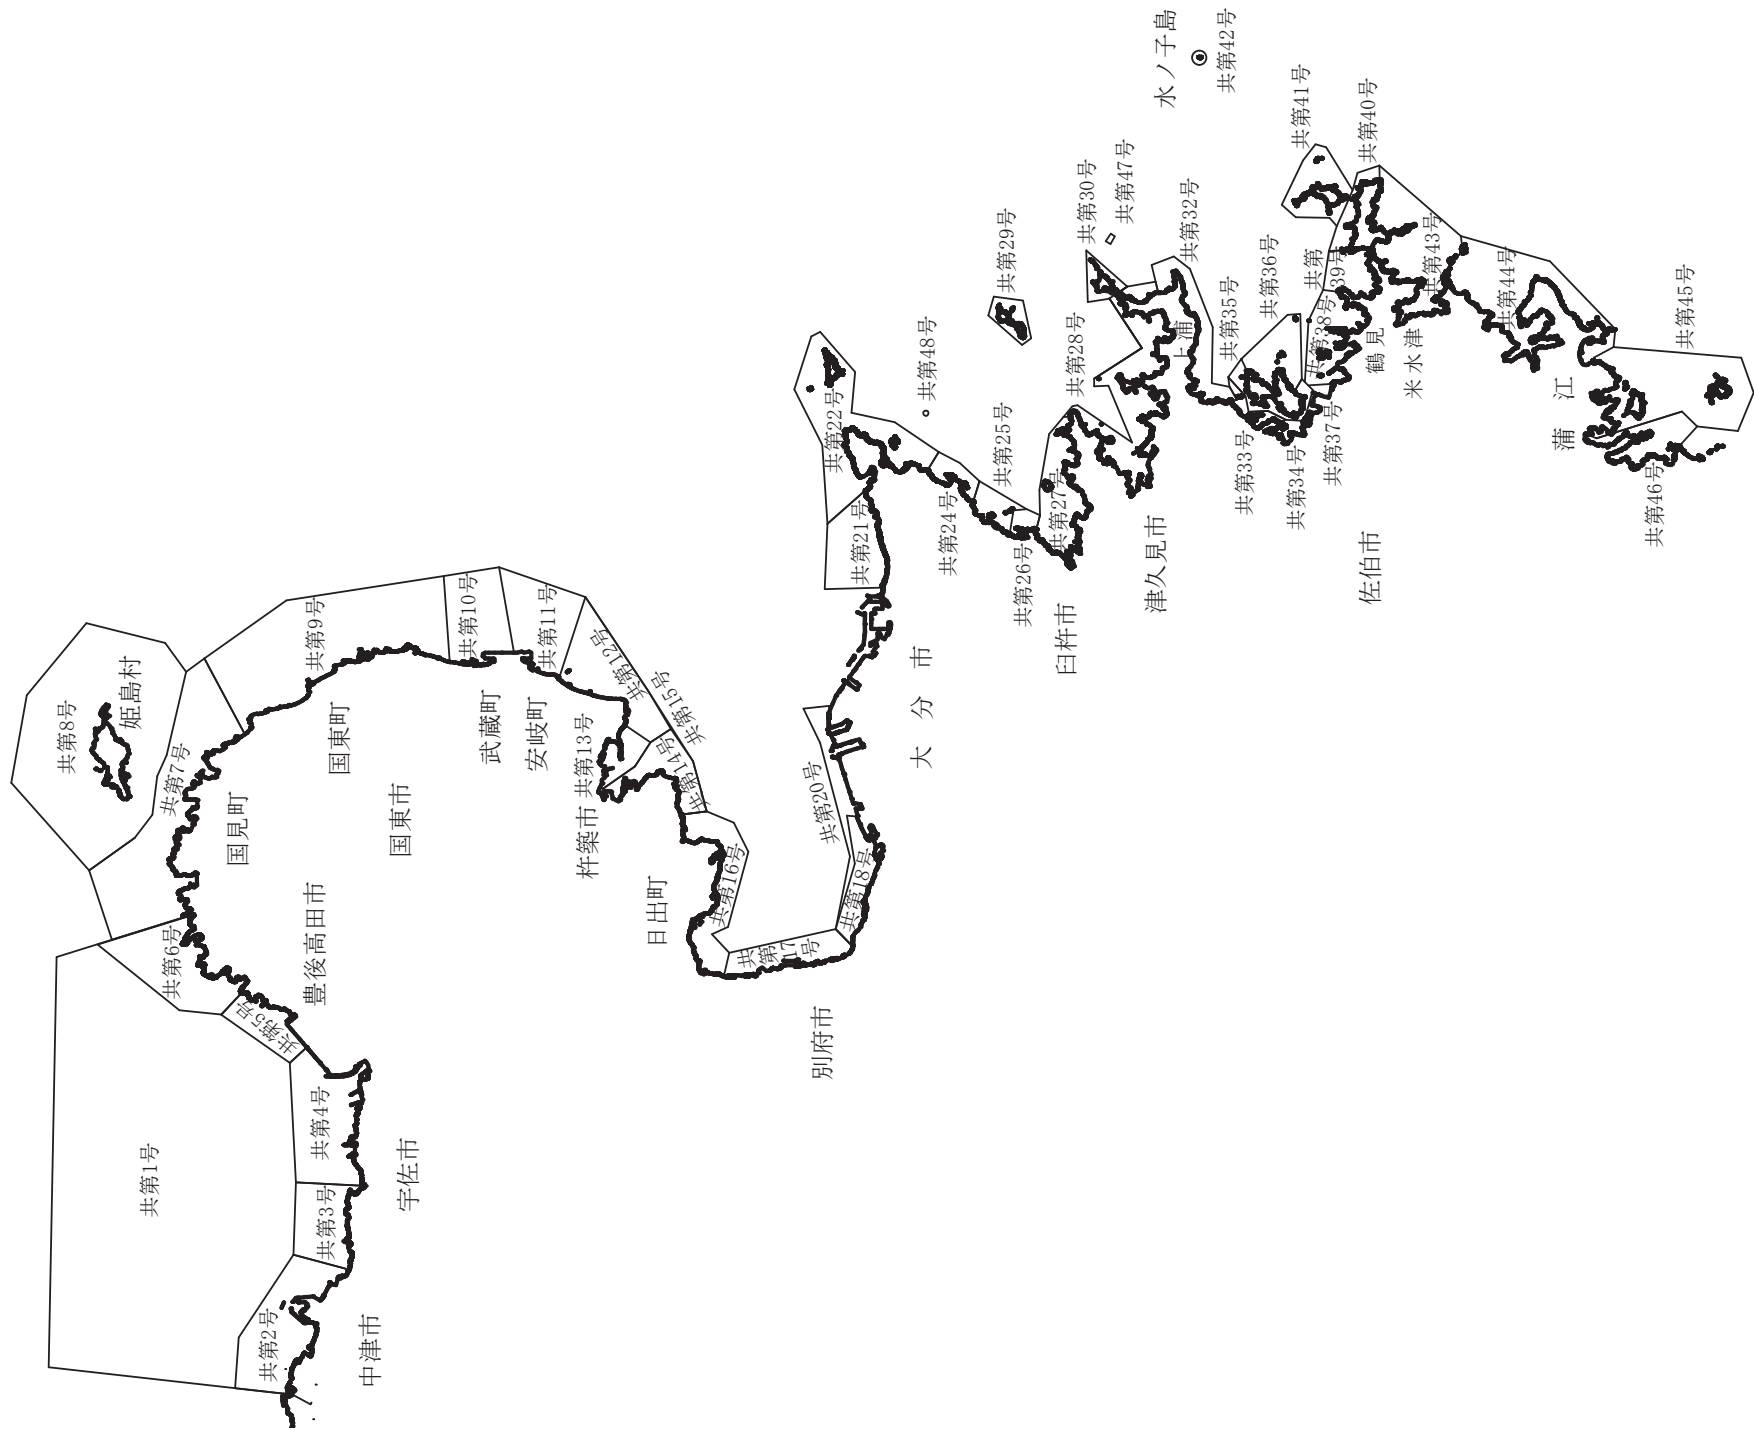 共第1号
共第2号
共第3号
共第4号
共第5号
共第6号
共第7号
共第8号
姫島村
共第9号
共第10号
共第11号
共第12号
共第13号
共第14号
共第15号
共第16号
共第17号
共第18号
共第20号
共第21号
共第22号
共第24号
共第25号
共第26号
共第27号
共第28号
共第29号
共第30号
共第32号
共第33号
共第34号
共第35号
共第36号
共第37号
共第38号
共第39号
共第40号
共第41号
水ノ子島
共第42号
共第43号
共第44号
共第45号
共第46号
共第47号
共第48号
中津市
宇佐市
豊後高田市
国見町
国東市
国東町
武蔵町
安岐町
杵築市
日出町
別府市
大分市
臼杵市
津久見市
上浦
佐伯市
鶴見
米水津
蒲江